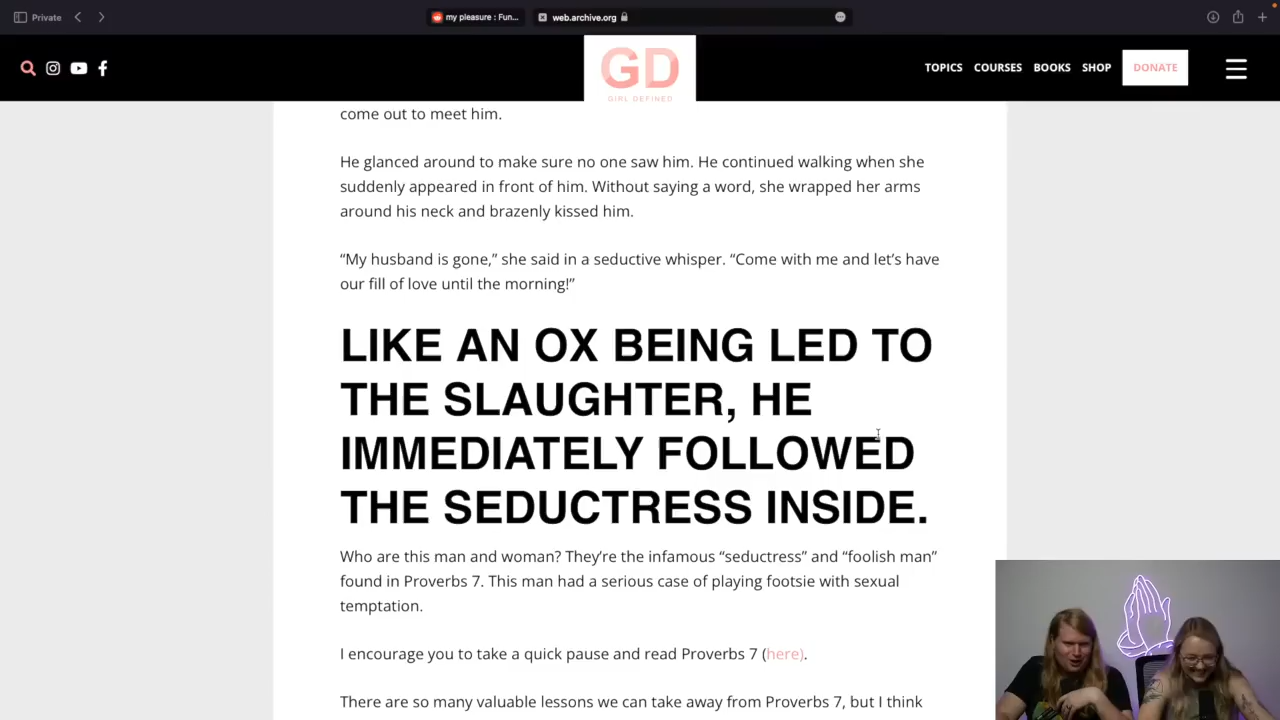 Private
my pleasure : Fun...
web.archive.org
GD
GIRL DEFINED
TOPICS
COURSES
BOOKS
SHOP
DONATE
come out to meet him.
He glanced around to make sure no one saw him. He continued walking when she
suddenly appeared in front of him. Without saying a word, she wrapped her arms
around his neck and brazenly kissed him.
“My husband is gone,” she said in a seductive whisper. “Come with me and let’s have
our fill of love until the morning!”
LIKE AN OX BEING LED TO
THE SLAUGHTER, HE
IMMEDIATELY FOLLOWED
THE SEDUCTRESS INSIDE.
Who are this man and woman? They’re the infamous “seductress” and “foolish man”
found in Proverbs 7. This man had a serious case of playing footsie with sexual
temptation.
I encourage you to take a quick pause and read Proverbs 7 (here).
There are so many valuable lessons we can take away from Proverbs 7, but I think